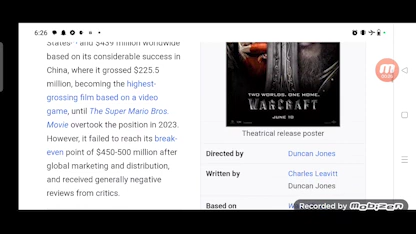 6:26
States and $439 million worldwide
based on its considerable success in
China, where it grossed $225.5
million, becoming the highest-
grossing film based on a video
game, until The Super Mario Bros.
Movie overtook the position in 2023.
However, it failed to reach its break-
even point of $450-500 million after
global marketing and distribution,
and received generally negative
reviews from critics.
TWO WORLDS. ONE HOME.
WARCRAFT
JUNE 10
Theatrical release poster
Directed by Duncan Jones
Written by Charles Leavitt
Duncan Jones
Based on
Recorded by
MOBIZEN